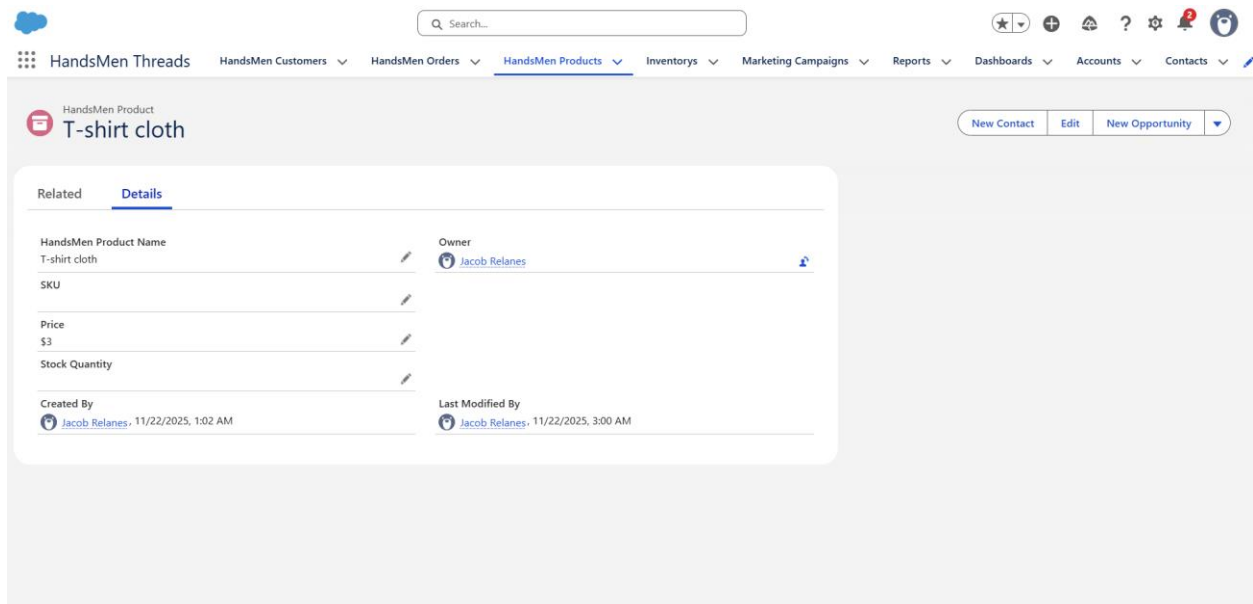 Search...
2
HandsMen Threads HandsMen Customers HandsMen Orders HandsMen Products Inventorys Marketing Campaigns Reports Dashboards Accounts Contacts
HandsMen Product
T-shirt cloth
New Contact Edit New Opportunity
Related Details
HandsMen Product Name
T-shirt cloth
Owner
Jacob Relanes
SKU
Price
$3
Stock Quantity
Created By
Jacob Relanes, 11/22/2025, 1:02 AM
Last Modified By
Jacob Relanes, 11/22/2025, 3:00 AM